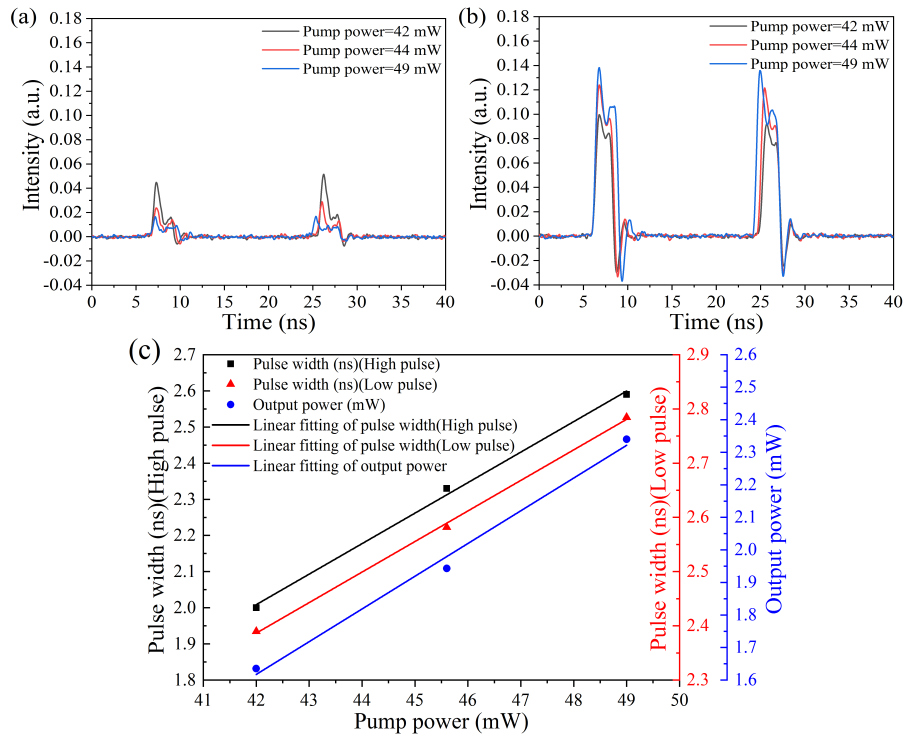 (a)
Pump power=42 mW
Pump power=44 mW
Pump power=49 mW
Intensity (a.u.)
0.18
0.16
0.14
0.12
0.10
0.08
0.06
0.04
0.02
0.00
-0.02
-0.04
0 5 10 15 20 25 30 35 40
Time (ns)
(b)
Pump power=42 mW
Pump power=44 mW
Pump power=49 mW
Intensity (a.u.)
0.18
0.16
0.14
0.12
0.10
0.08
0.06
0.04
0.02
0.00
-0.02
-0.04
0 5 10 15 20 25 30 35 40
Time (ns)
(c)
Pulse width (ns)(High pulse)
Pulse width (ns)(Low pulse)
Output power (mW)
Linear fitting of pulse width(High pulse)
Linear fitting of pulse width(Low pulse)
Linear fitting of output power
Pulse width (ns)(High pulse)
2.7
2.6
2.5
2.4
2.3
2.2
2.1
2.0
1.9
1.8
41 42 43 44 45 46 47 48 49 50
Pump power (mW)
Pulse width (ns)(Low pulse)
2.9
2.8
2.7
2.6
2.5
2.4
2.3
Output power (mW)
2.6
2.5
2.4
2.3
2.2
2.1
2.0
1.9
1.8
1.7
1.6